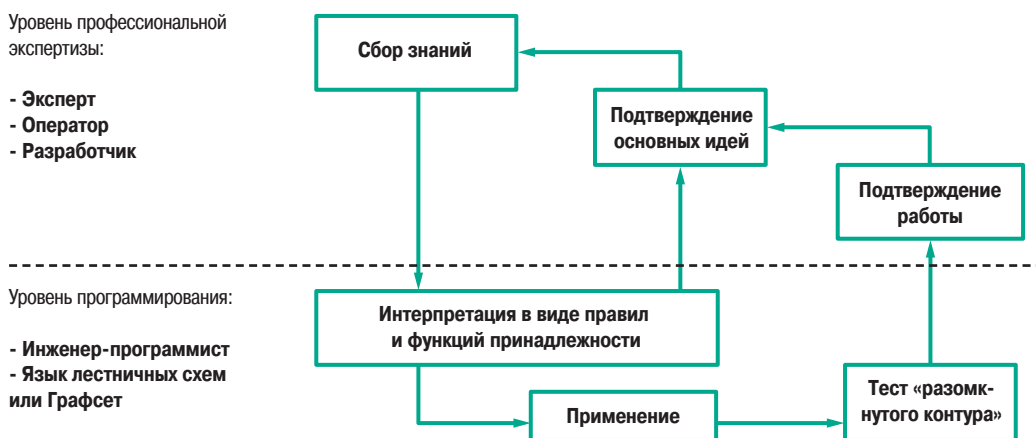 Уровень профессиональной
экспертизы:
- Эксперт
- Оператор
- Разработчик
Сбор знаний
Подтверждение
основных идей
Подтверждение
работы
Уровень программирования:
- Инженер-программист
- Язык лестничных схем
или Графсет
Интерпретация в виде правил
и функций принадлежности
Применение
Тест «разомк-
нутого контура»